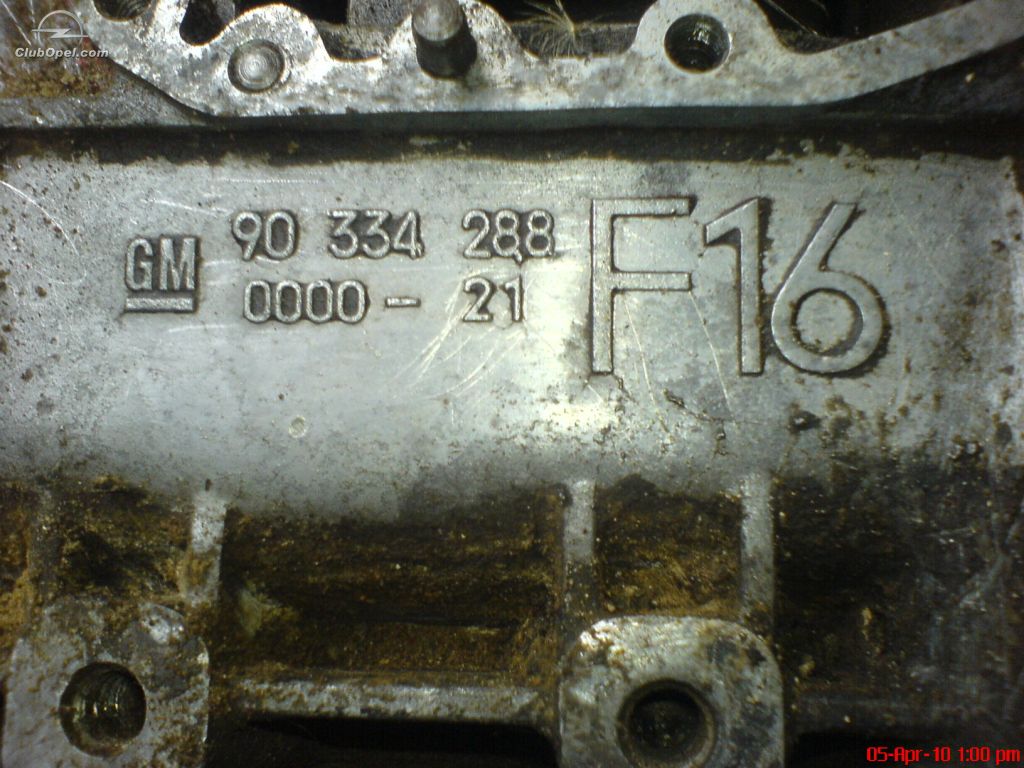 ClubOpel.com
GM 90 334 288 F16
0000 - 21
05-Apr-10 1:00 pm